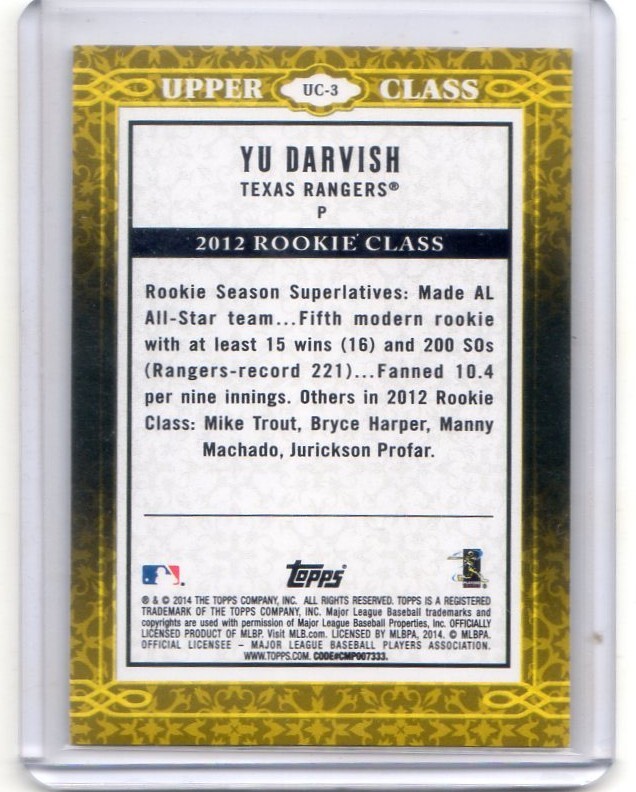 UPPER UC-3 CLASS
YU DARVISH
TEXAS RANGERS®
P
2012 ROOKIE CLASS
Rookie Season Superlatives: Made AL
All-Star team...Fifth modern rookie
with at least 15 wins (16) and 200 SOs
(Rangers-record 221)...Fanned 10.4
per nine innings. Others in 2012 Rookie
Class: Mike Trout, Bryce Harper, Manny
Machado, Jurickson Profar.
Topps®
® & © 2014 THE TOPPS COMPANY, INC. ALL RIGHTS RESERVED. TOPPS IS A REGISTERED
TRADEMARK OF THE TOPPS COMPANY, INC. Major League Baseball trademarks and
copyrights are used with permission of Major League Baseball Properties, Inc. OFFICIALLY
LICENSED PRODUCT OF MLBP. Visit MLB.com. LICENSED BY MLBPA, 2014. © MLBPA.
OFFICIAL LICENSEE – MAJOR LEAGUE BASEBALL PLAYERS ASSOCIATION.
WWW.TOPPS.COM. CODE#CMP007333.
UPPER CLASS